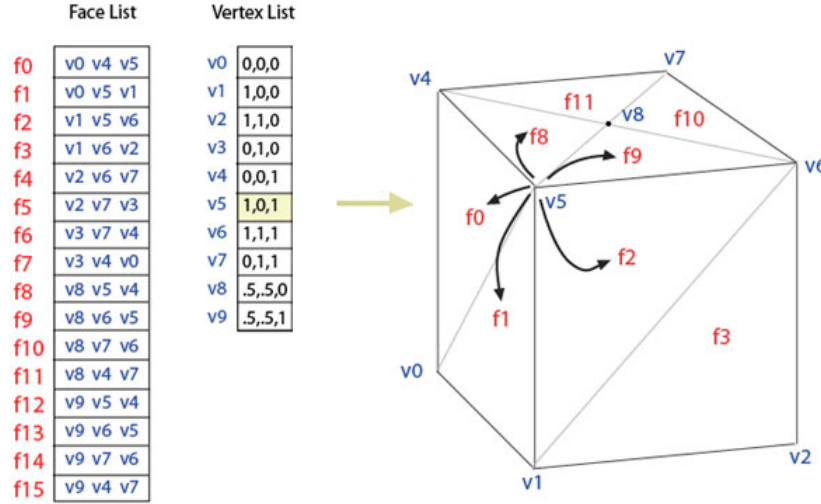 Face List
Vertex List
f0 v0 v4 v5
f1 v0 v5 v1
f2 v1 v5 v6
f3 v1 v6 v2
f4 v2 v6 v7
f5 v2 v7 v3
f6 v3 v7 v4
f7 v3 v4 v0
f8 v8 v5 v4
f9 v8 v6 v5
f10 v8 v7 v6
f11 v8 v4 v7
f12 v9 v5 v4
f13 v9 v6 v5
f14 v9 v7 v6
f15 v9 v4 v7
v0 0,0,0
v1 1,0,0
v2 1,1,0
v3 0,1,0
v4 0,0,1
v5 1,0,1
v6 1,1,1
v7 0,1,1
v8 .5,.5,0
v9 .5,.5,1
v7
v4
f11
v8
f10
f8
f9
v6
v5
f0
f2
f1
f3
v0
v2
v1